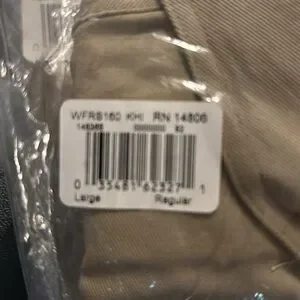 WFRS160 KHI RN 14806
0 35481 62327 1
Large Regular